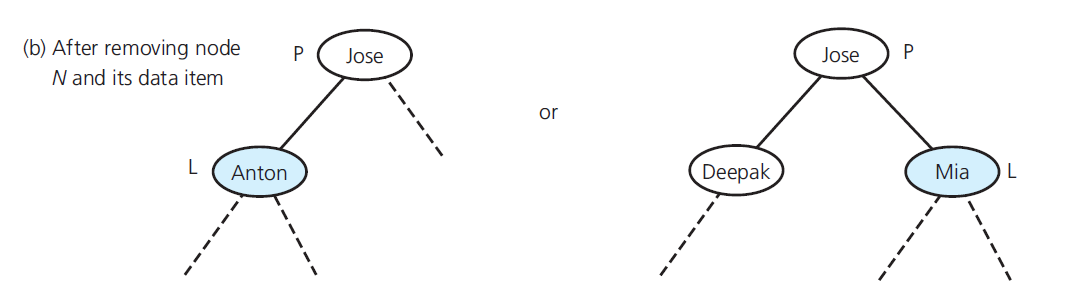 (b) After removing node
N and its data item
P
Jose
L
Anton
or
Jose
P
Deepak
Mia
L